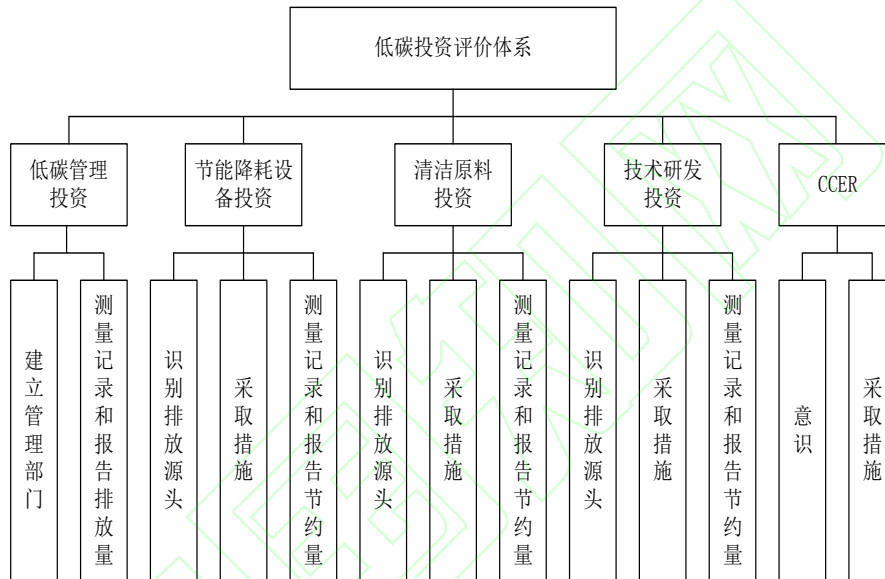 低碳投资评价体系
低碳管理
投资
节能降耗设
备投资
清洁原料
投资
技术研发
投资
CCER
建立管理部门
测量记录和报告排放量
识别排放源头
采取措施
测量记录和报告节约量
识别排放源头
采取措施
测量记录和报告节约量
识别排放源头
采取措施
测量记录和报告节约量
意识
采取措施